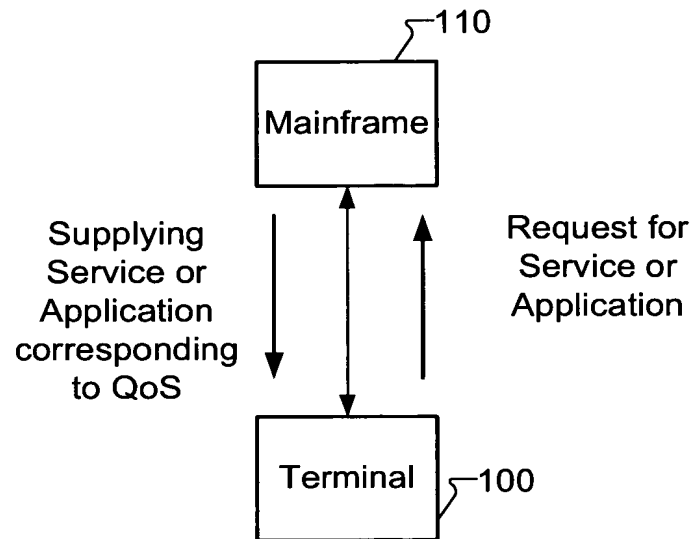 110
Mainframe
Supplying
Service or
Application
corresponding
to QoS
Request for
Service or
Application
Terminal
100